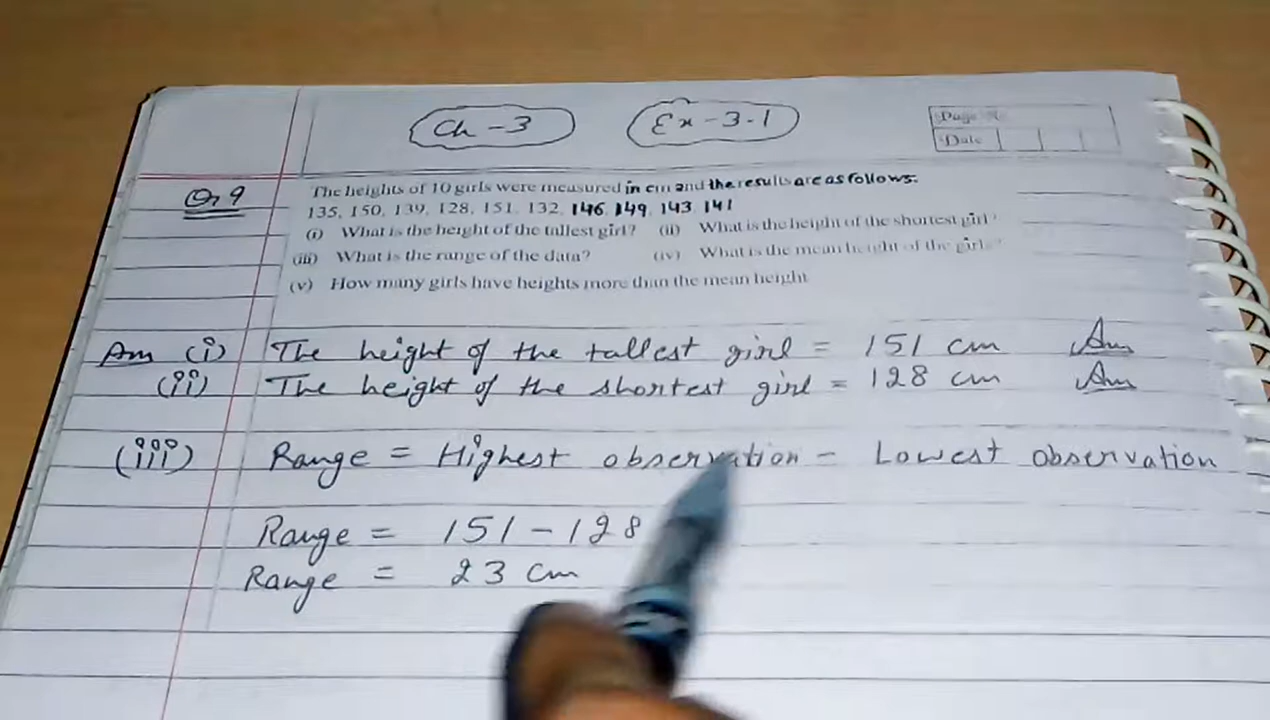 Ch - 3 Ex - 3.1
Page
Date
Q. 9 The heights of 10 girls were measured in cm and the results are as follows:
135, 150, 139, 128, 151, 132, 146, 149, 143, 141
(i) What is the height of the tallest girl? (ii) What is the height of the shortest girl?
(iii) What is the range of the data? (iv) What is the mean height of the girls?
(v) How many girls have heights more than the mean height
Ans (i) The height of the tallest girl = 151 cm Ans
(ii) The height of the shortest girl = 128 cm Ans
(iii) Range = Highest observation - Lowest observation
Range = 151 - 128
Range = 23 cm